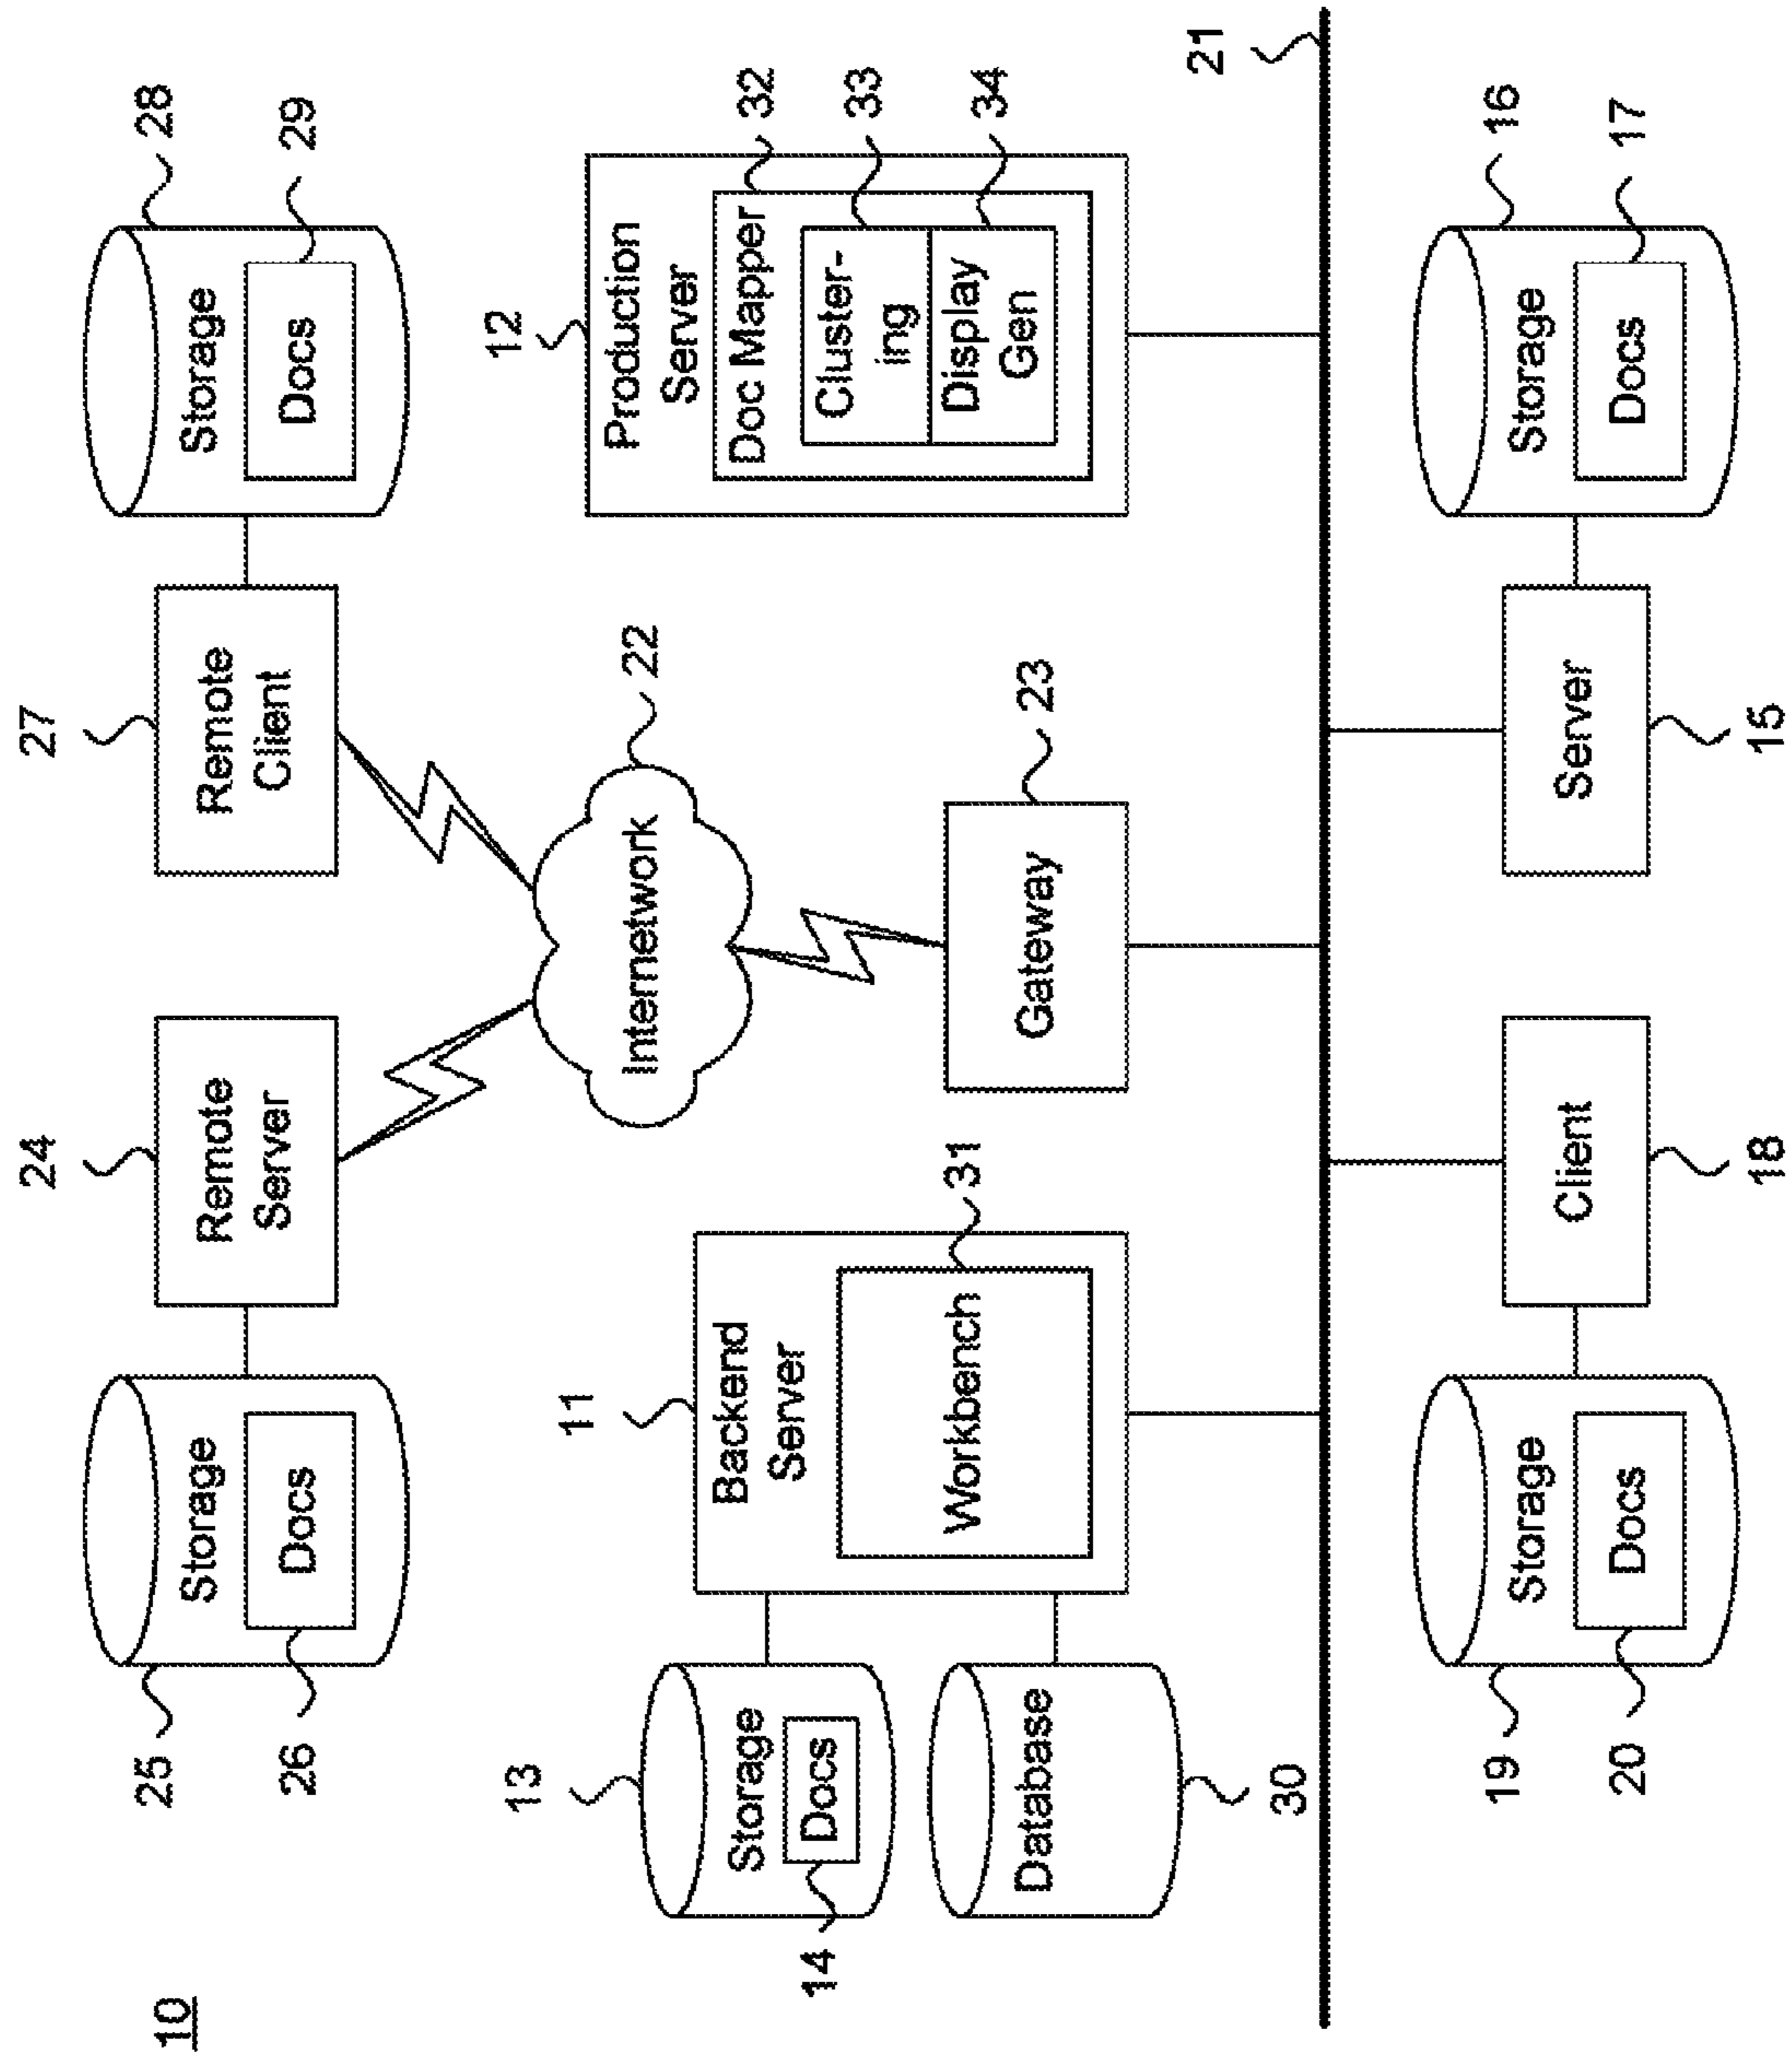 10
24
27
25
Storage
Docs
26
Remote
Server
Remote
Client
Storage
Docs
28
29
Internetwork
22
13
Storage
Docs
14
Database
30
11
Backend
Server
Workbench
31
Gateway
23
12
Production
Server
Doc Mapper
Cluster-
ing
Display
Gen
32
33
34
21
19
Storage
Docs
20
Client
18
Server
15
Storage
Docs
16
17